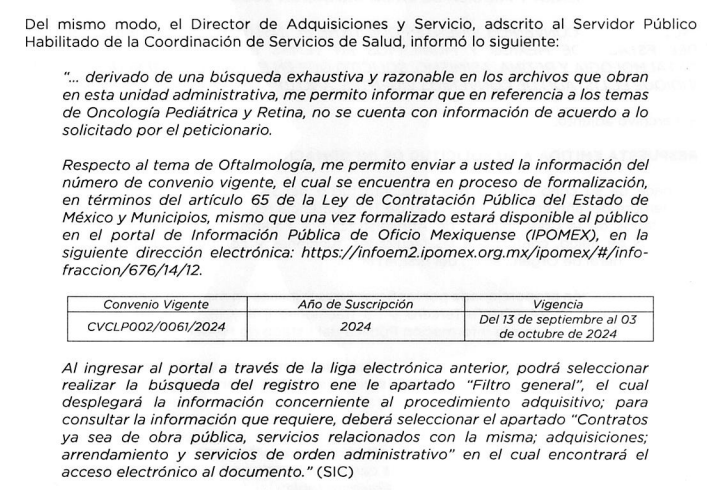 Del mismo modo, el Director de Adquisiciones y Servicio, adscrito al Servidor Público
Habilitado de la Coordinación de Servicios de Salud, informó lo siguiente:
“... derivado de una búsqueda exhaustiva y razonable en los archivos que obran
en esta unidad administrativa, me permito informar que en referencia a los temas
de Oncología Pediátrica y Retina, no se cuenta con información de acuerdo a lo
solicitado por el peticionario.
Respecto al tema de Oftalmología, me permito enviar a usted la información del
número de convenio vigente, el cual se encuentra en proceso de formalización,
en términos del artículo 65 de la Ley de Contratación Pública del Estado de
México y Municipios, mismo que una vez formalizado estará disponible al público
en el portal de Información Pública de Oficio Mexiquense (IPOMEX), en la
siguiente dirección electrónica: https://infoem2.ipomex.org.mx/ipomex/#/info-
fraccion/676/14/12.
Convenio Vigente Año de Suscripción Vigencia
CVCLP002/0061/2024 2024 Del 13 de septiembre al 03
de octubre de 2024
Al ingresar al portal a través de la liga electrónica anterior, podrá seleccionar
realizar la búsqueda del registro ene le apartado “Filtro general”, el cual
desplegará la información concerniente al procedimiento adquisitivo; para
consultar la información que requiere, deberá seleccionar el apartado “Contratos
ya sea de obra pública, servicios relacionados con la misma; adquisiciones;
arrendamiento y servicios de orden administrativo” en el cual encontrará el
acceso electrónico al documento.” (SIC)